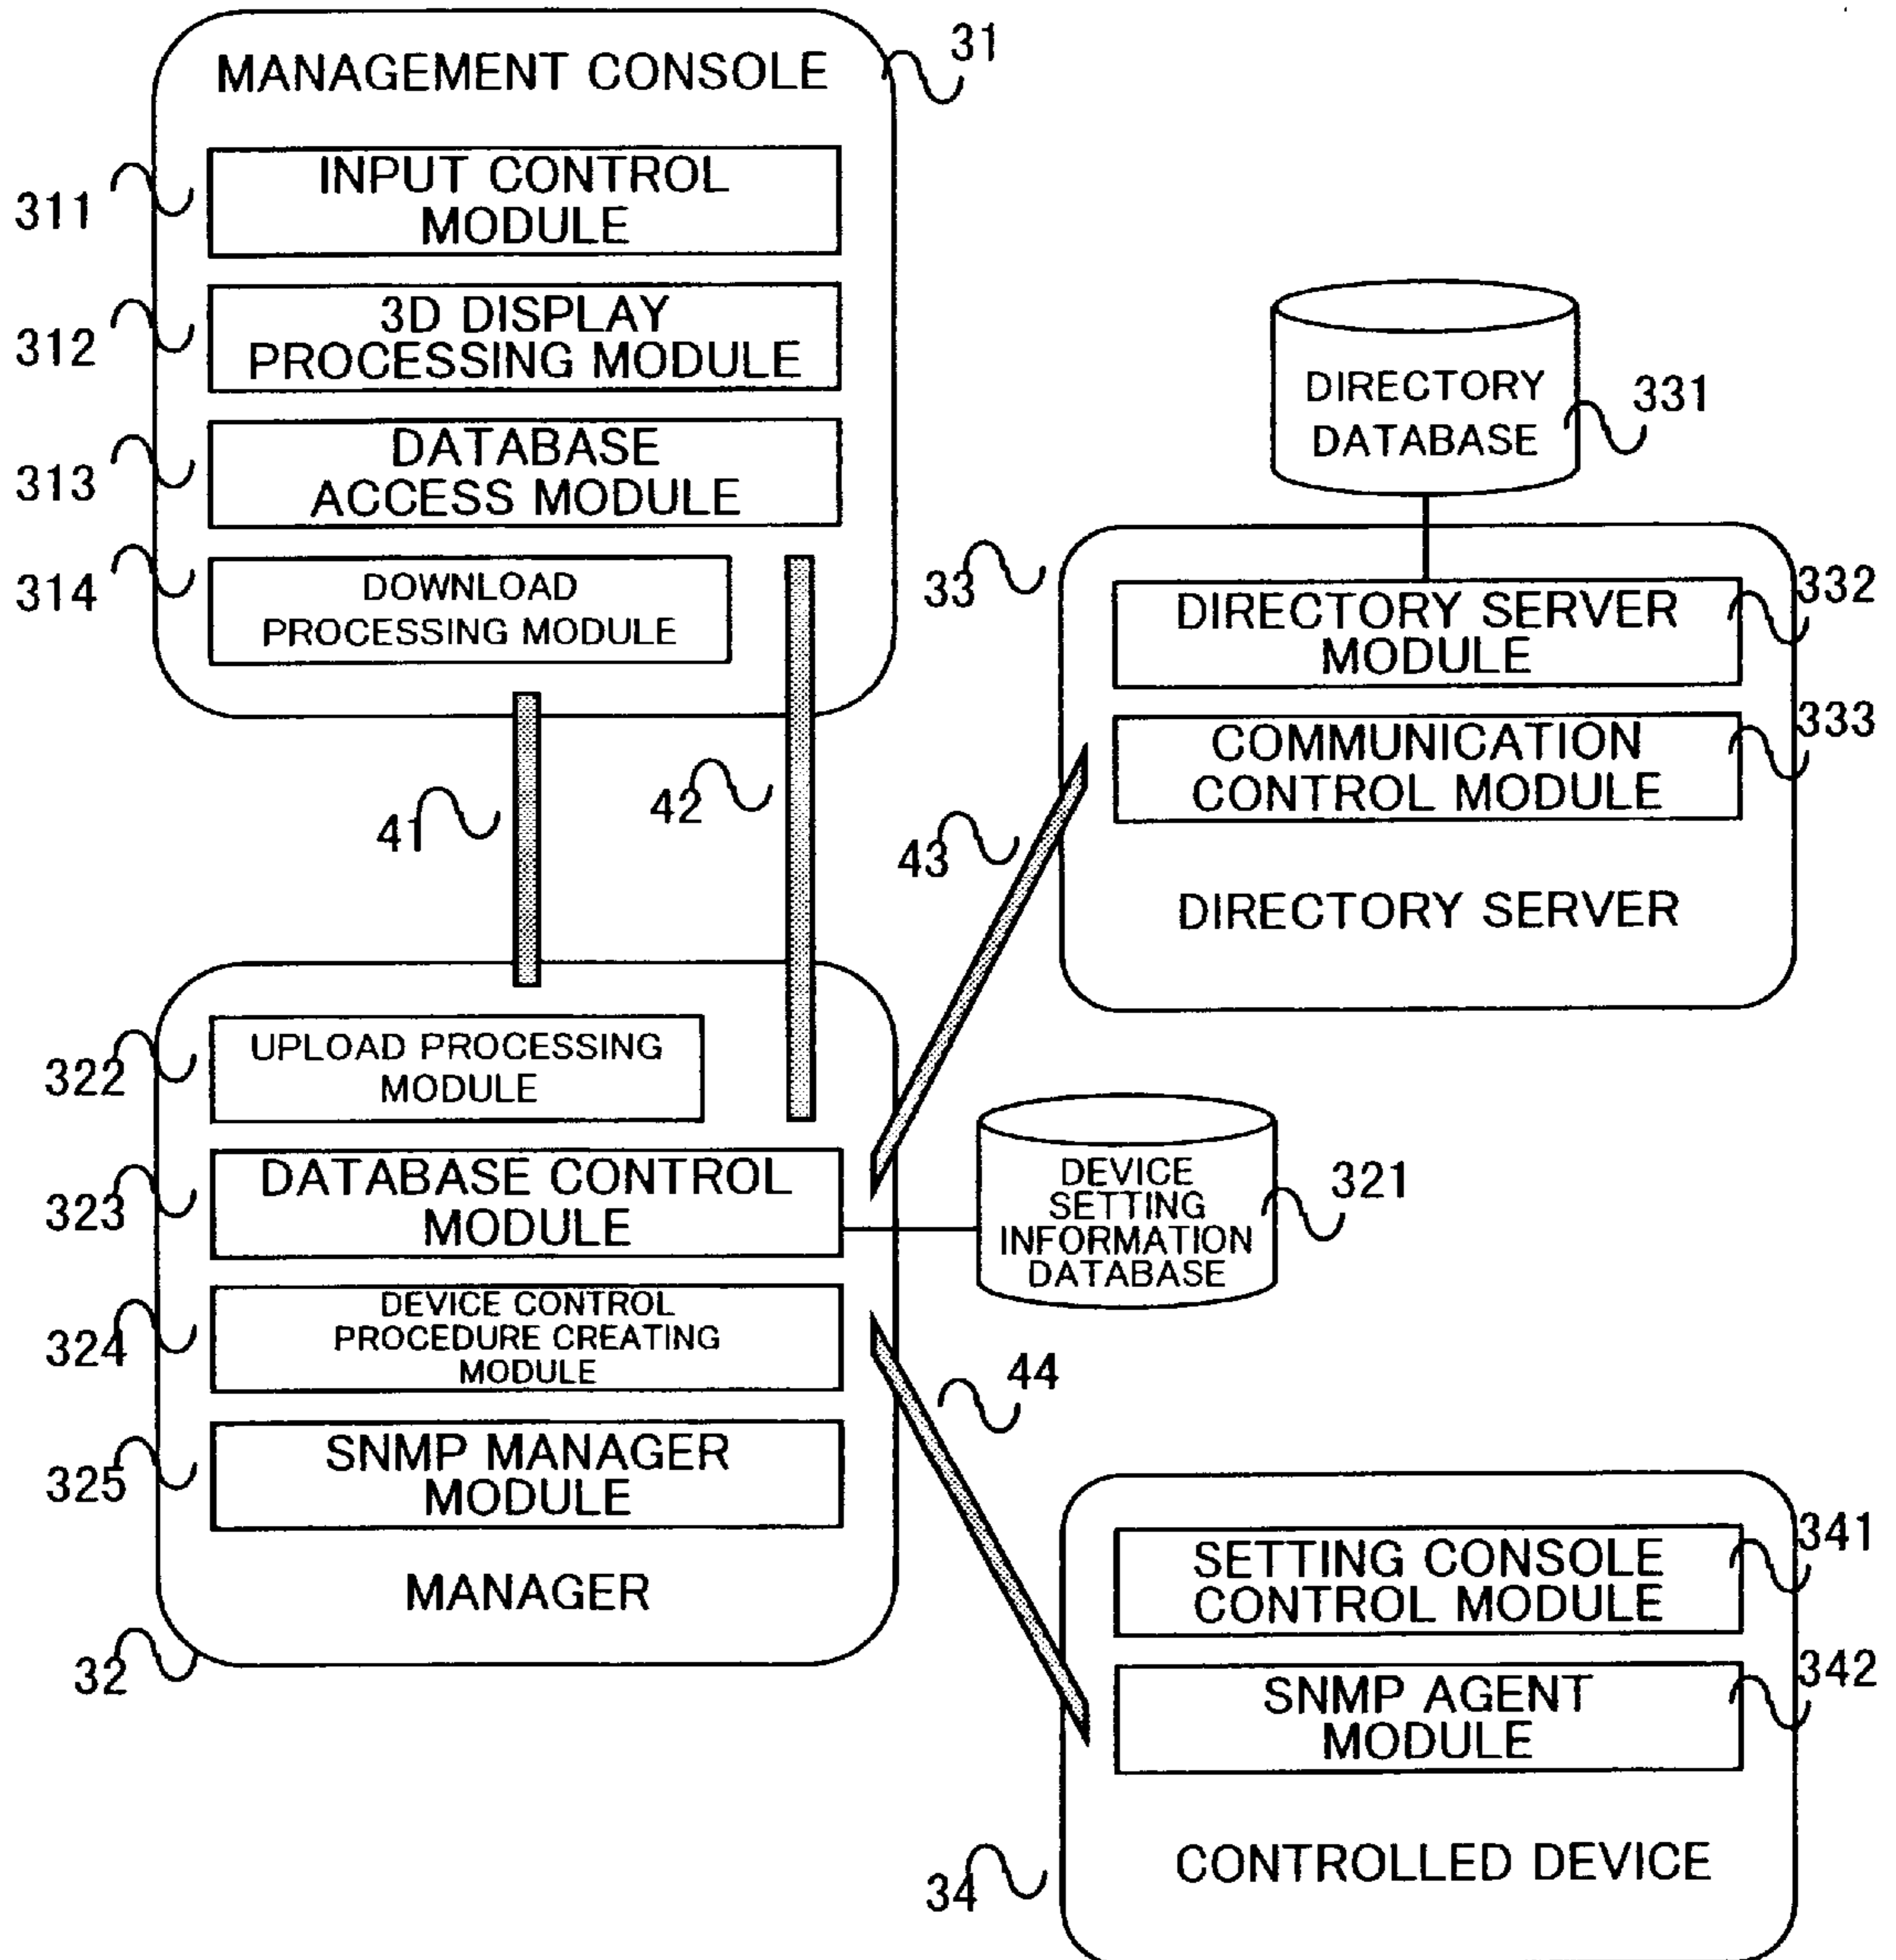 MANAGEMENT CONSOLE
31
311
INPUT CONTROL
MODULE
312
3D DISPLAY
PROCESSING MODULE
313
DATABASE
ACCESS MODULE
314
DOWNLOAD
PROCESSING MODULE
DIRECTORY
DATABASE
331
33
DIRECTORY SERVER
MODULE
332
COMMUNICATION
CONTROL MODULE
333
DIRECTORY SERVER
41
42
43
322
UPLOAD PROCESSING
MODULE
323
DATABASE CONTROL
MODULE
DEVICE
SETTING
INFORMATION
DATABASE
321
324
DEVICE CONTROL
PROCEDURE CREATING
MODULE
44
325
SNMP MANAGER
MODULE
MANAGER
32
SETTING CONSOLE
CONTROL MODULE
341
SNMP AGENT
MODULE
342
CONTROLLED DEVICE
34